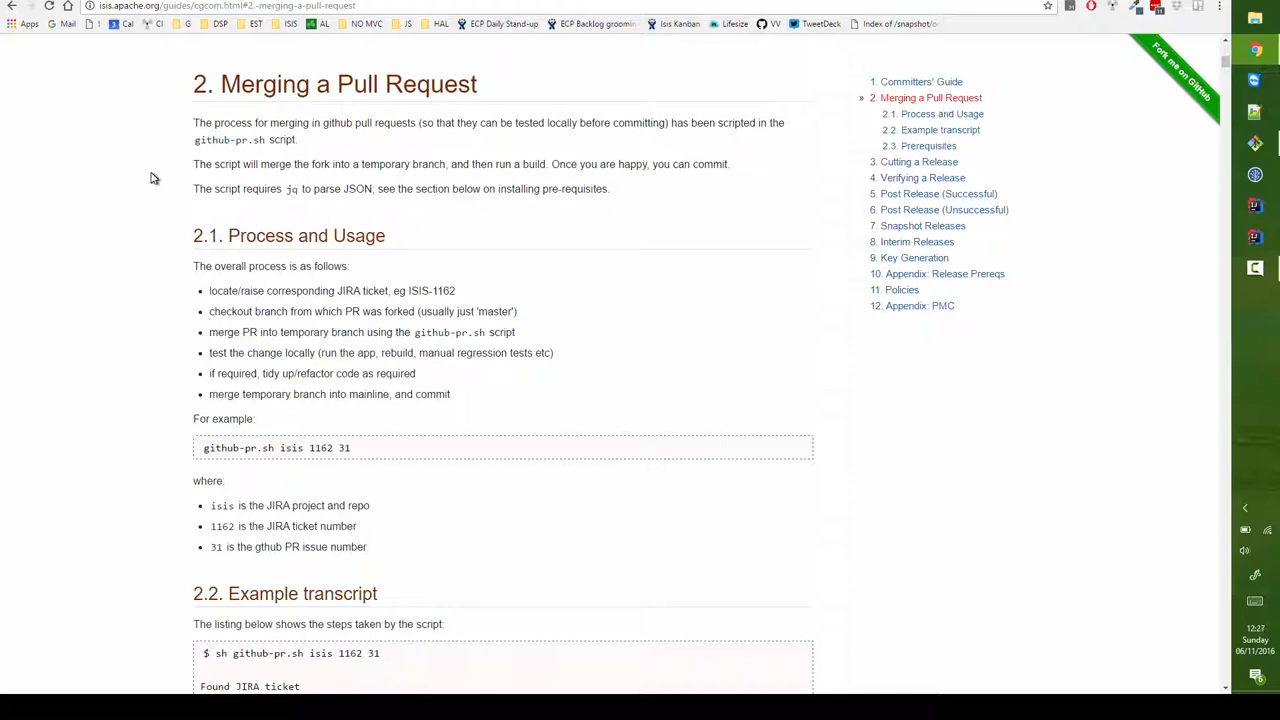 isis.apache.org/guides/cgcom.html#2.-merging-a-pull-request
Apps
Mail
Cal
CI
G
DSP
EST
ISIS
AL
NO MVC
JS
HAL
ECP Daily Stand-up
ECP Backlog groomin
Isis Kanban
Lifesize
VV
TweetDeck
Index of /snapshot/o
Fork me on GitHub
2. Merging a Pull Request
The process for merging in github pull requests (so that they can be tested locally before committing) has been scripted in the
github-pr.sh script.
The script will merge the fork into a temporary branch, and then run a build. Once you are happy, you can commit.
The script requires jq to parse JSON; see the section below on installing pre-requisites.
2.1. Process and Usage
The overall process is as follows:
• locate/raise corresponding JIRA ticket, eg ISIS-1162
• checkout branch from which PR was forked (usually just 'master')
• merge PR into temporary branch using the github-pr.sh script
• test the change locally (run the app, rebuild, manual regression tests etc)
• if required, tidy up/refactor code as required
• merge temporary branch into mainline, and commit
For example:
github-pr.sh isis 1162 31
where:
• isis is the JIRA project and repo
• 1162 is the JIRA ticket number
• 31 is the gthub PR issue number
2.2. Example transcript
The listing below shows the steps taken by the script:
$ sh github-pr.sh isis 1162 31
Found JIRA ticket
1. Committers' Guide
» 2. Merging a Pull Request
2.1. Process and Usage
2.2. Example transcript
2.3. Prerequisites
3. Cutting a Release
4. Verifying a Release
5. Post Release (Successful)
6. Post Release (Unsuccessful)
7. Snapshot Releases
8. Interim Releases
9. Key Generation
10. Appendix: Release Prereqs
11. Policies
12. Appendix: PMC
12:27
Sunday
06/11/2016